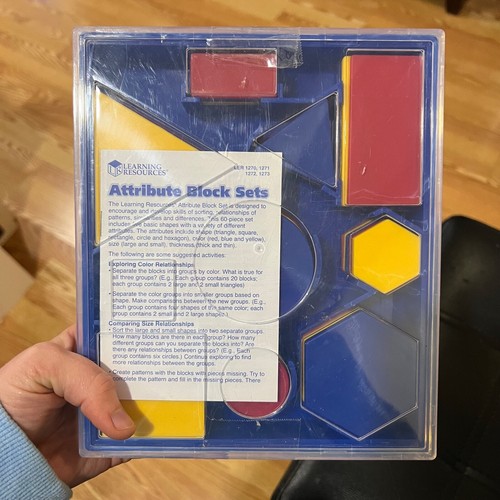 LEARNING
RESOURCES®
LER 1270, 1271
1272, 1273
Attribute Block Sets
The Learning Resources® Attribute Block Set is designed to
encourage and develop skills of sorting, relationships of
patterns, similarities and differences. This 60-piece set
includes five basic shapes with a variety of different
attributes. The attributes include shape (triangle, square,
rectangle, circle and hexagon), color (red, blue and yellow),
size (large and small), thickness (thick and thin).
The following are some suggested activities:
Exploring Color Relationships
• Separate the blocks into groups by color. What is true for
all three groups? (E.g., Each group contains 20 blocks;
each group contains 2 large and 2 small triangles)
• Separate the color groups into smaller groups based on
shape. Make comparisons between the new groups. (E.g.,
Each group contains four shapes of the same color; each
group contains 2 small and 2 large shapes.)
Comparing Size Relationships
• Sort the large and small shapes into two separate groups.
How many blocks are there in each group? How many
different groups can you separate the blocks into? Are
there any relationships between groups? (E.g., Each
group contains six circles.) Continue exploring to find
more relationships between the groups.
• Create patterns with the blocks with pieces missing. Try to
complete the pattern and fill in the missing pieces. There